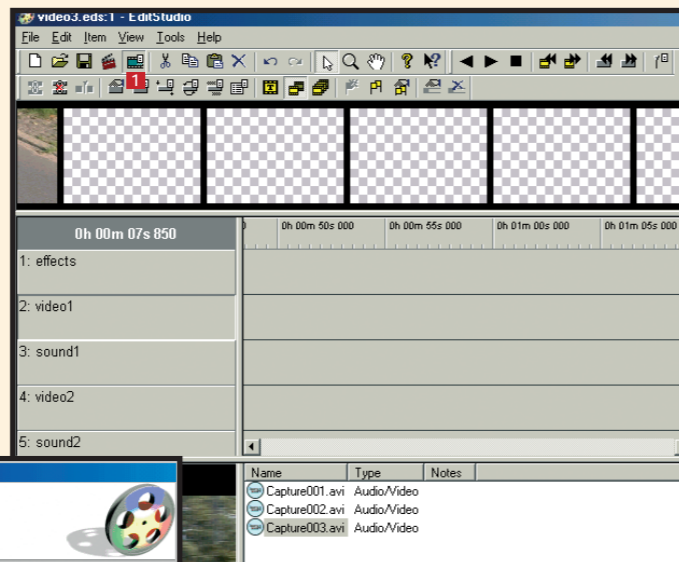 video3.eds:1 - EditStudio
File Edit Item View Tools Help
1
0h 00m 07s 850
0h 00m 50s 000 0h 00m 55s 000 0h 01m 00s 000 0h 01m 05s 000
1: effects
2: video1
3: sound1
4: video2
5: sound2
Name Type Notes
Capture001.avi Audio/Video
Capture002.avi Audio/Video
Capture003.avi Audio/Video